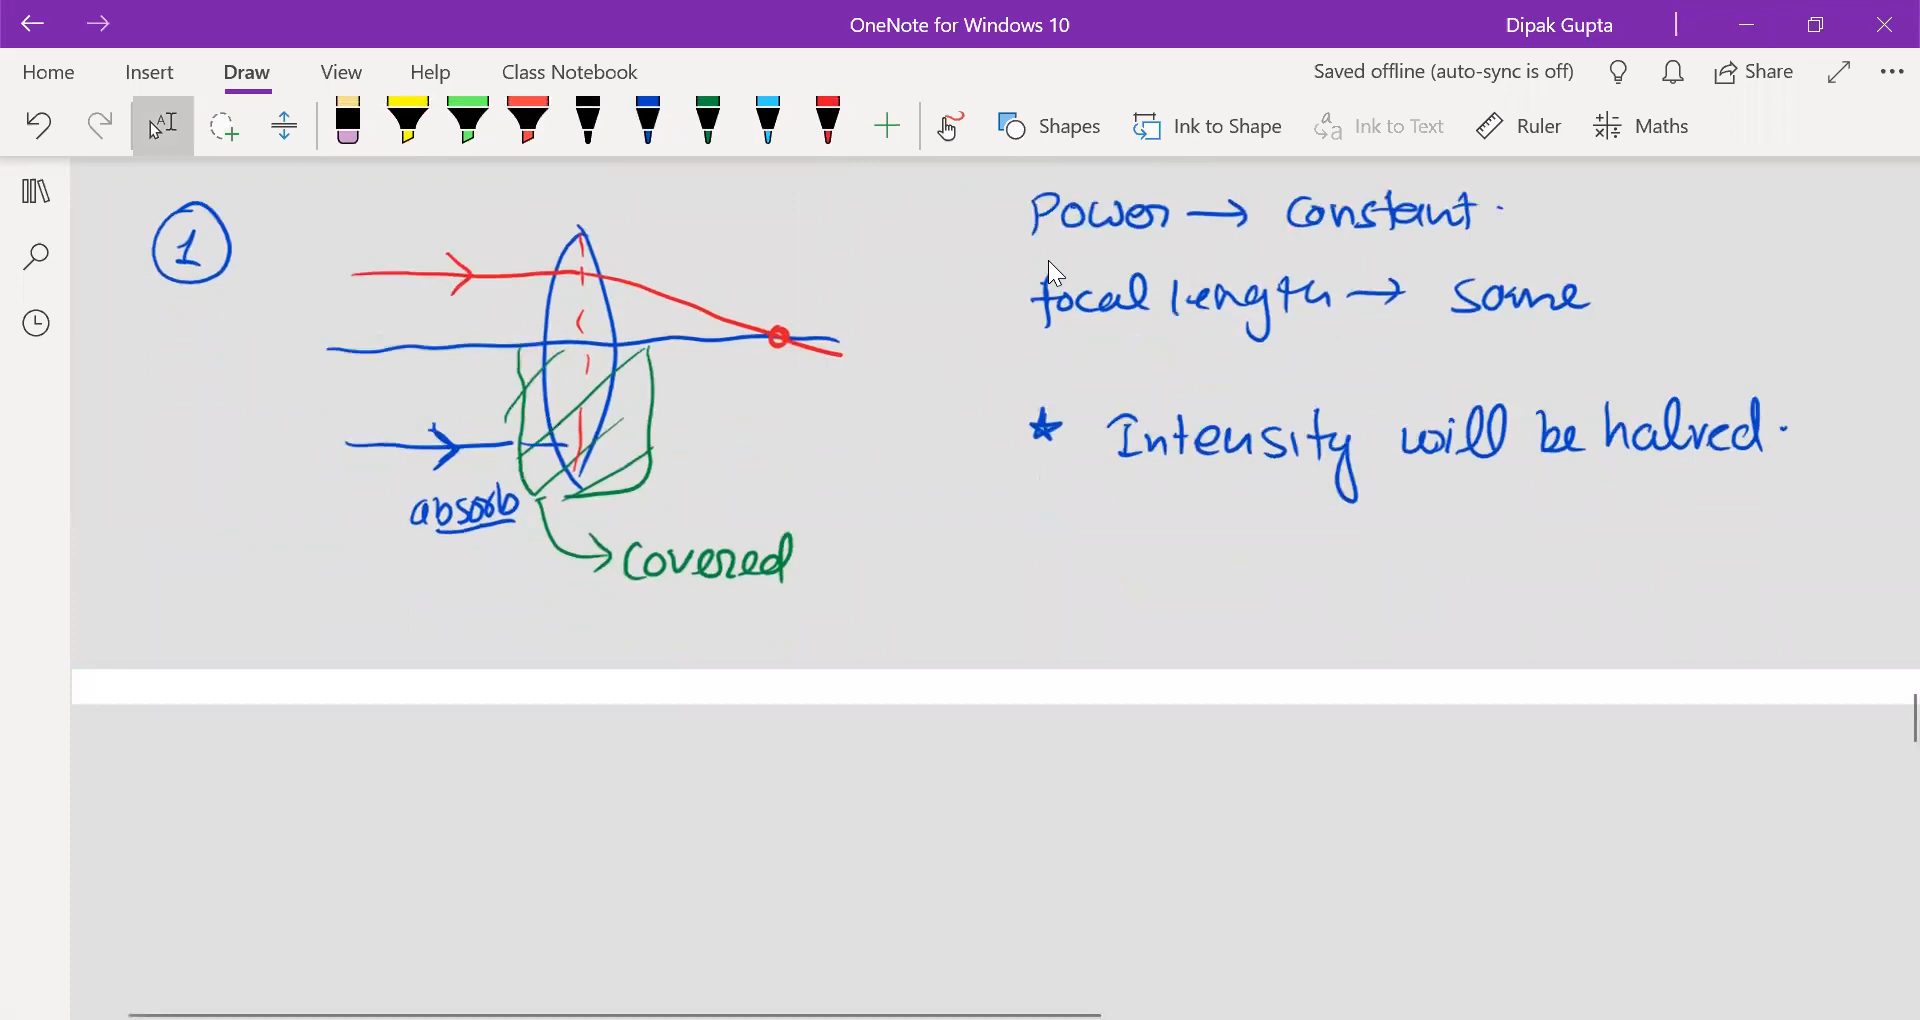 OneNote for Windows 10
Dipak Gupta
Home Insert Draw View Help Class Notebook
Saved offline (auto-sync is off)
Share
Shapes
Ink to Shape
Ink to Text
Ruler
Maths
1
absorb
Covered
Power → constant.
focal length → same
* Intensity will be halved.